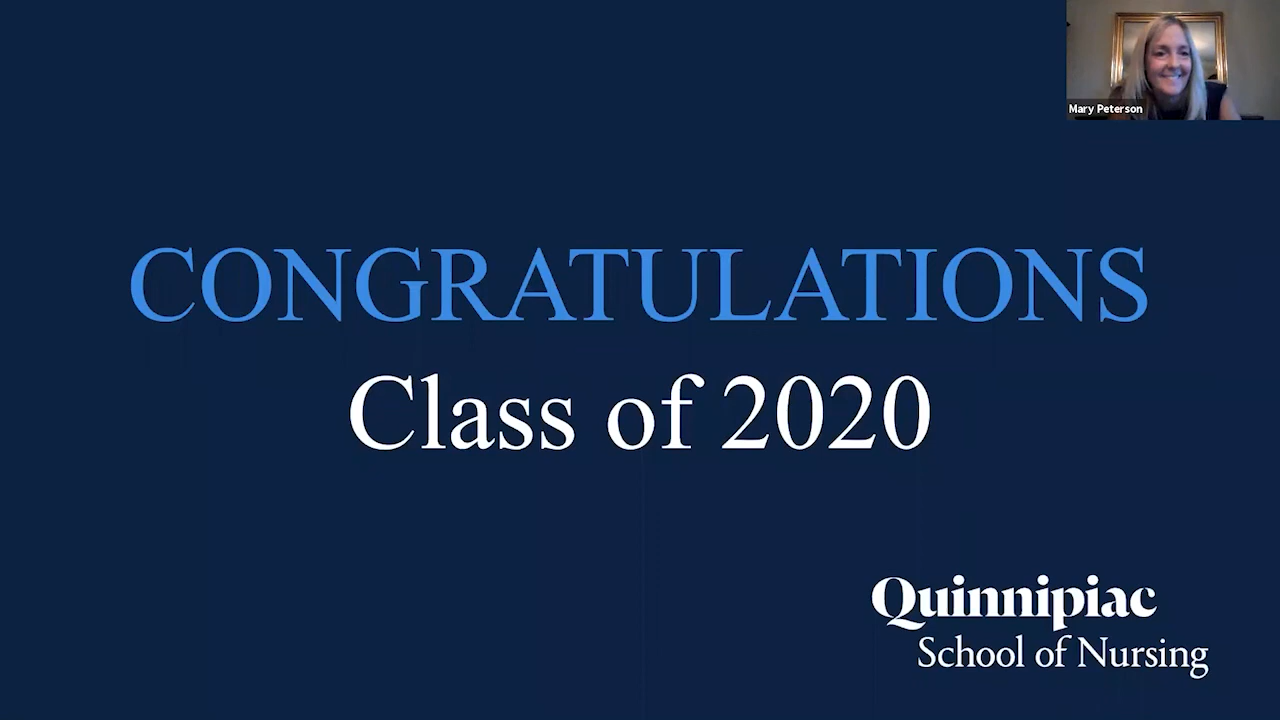 Mary Peterson
CONGRATULATIONS
Class of 2020
Quinnipiac
School of Nursing